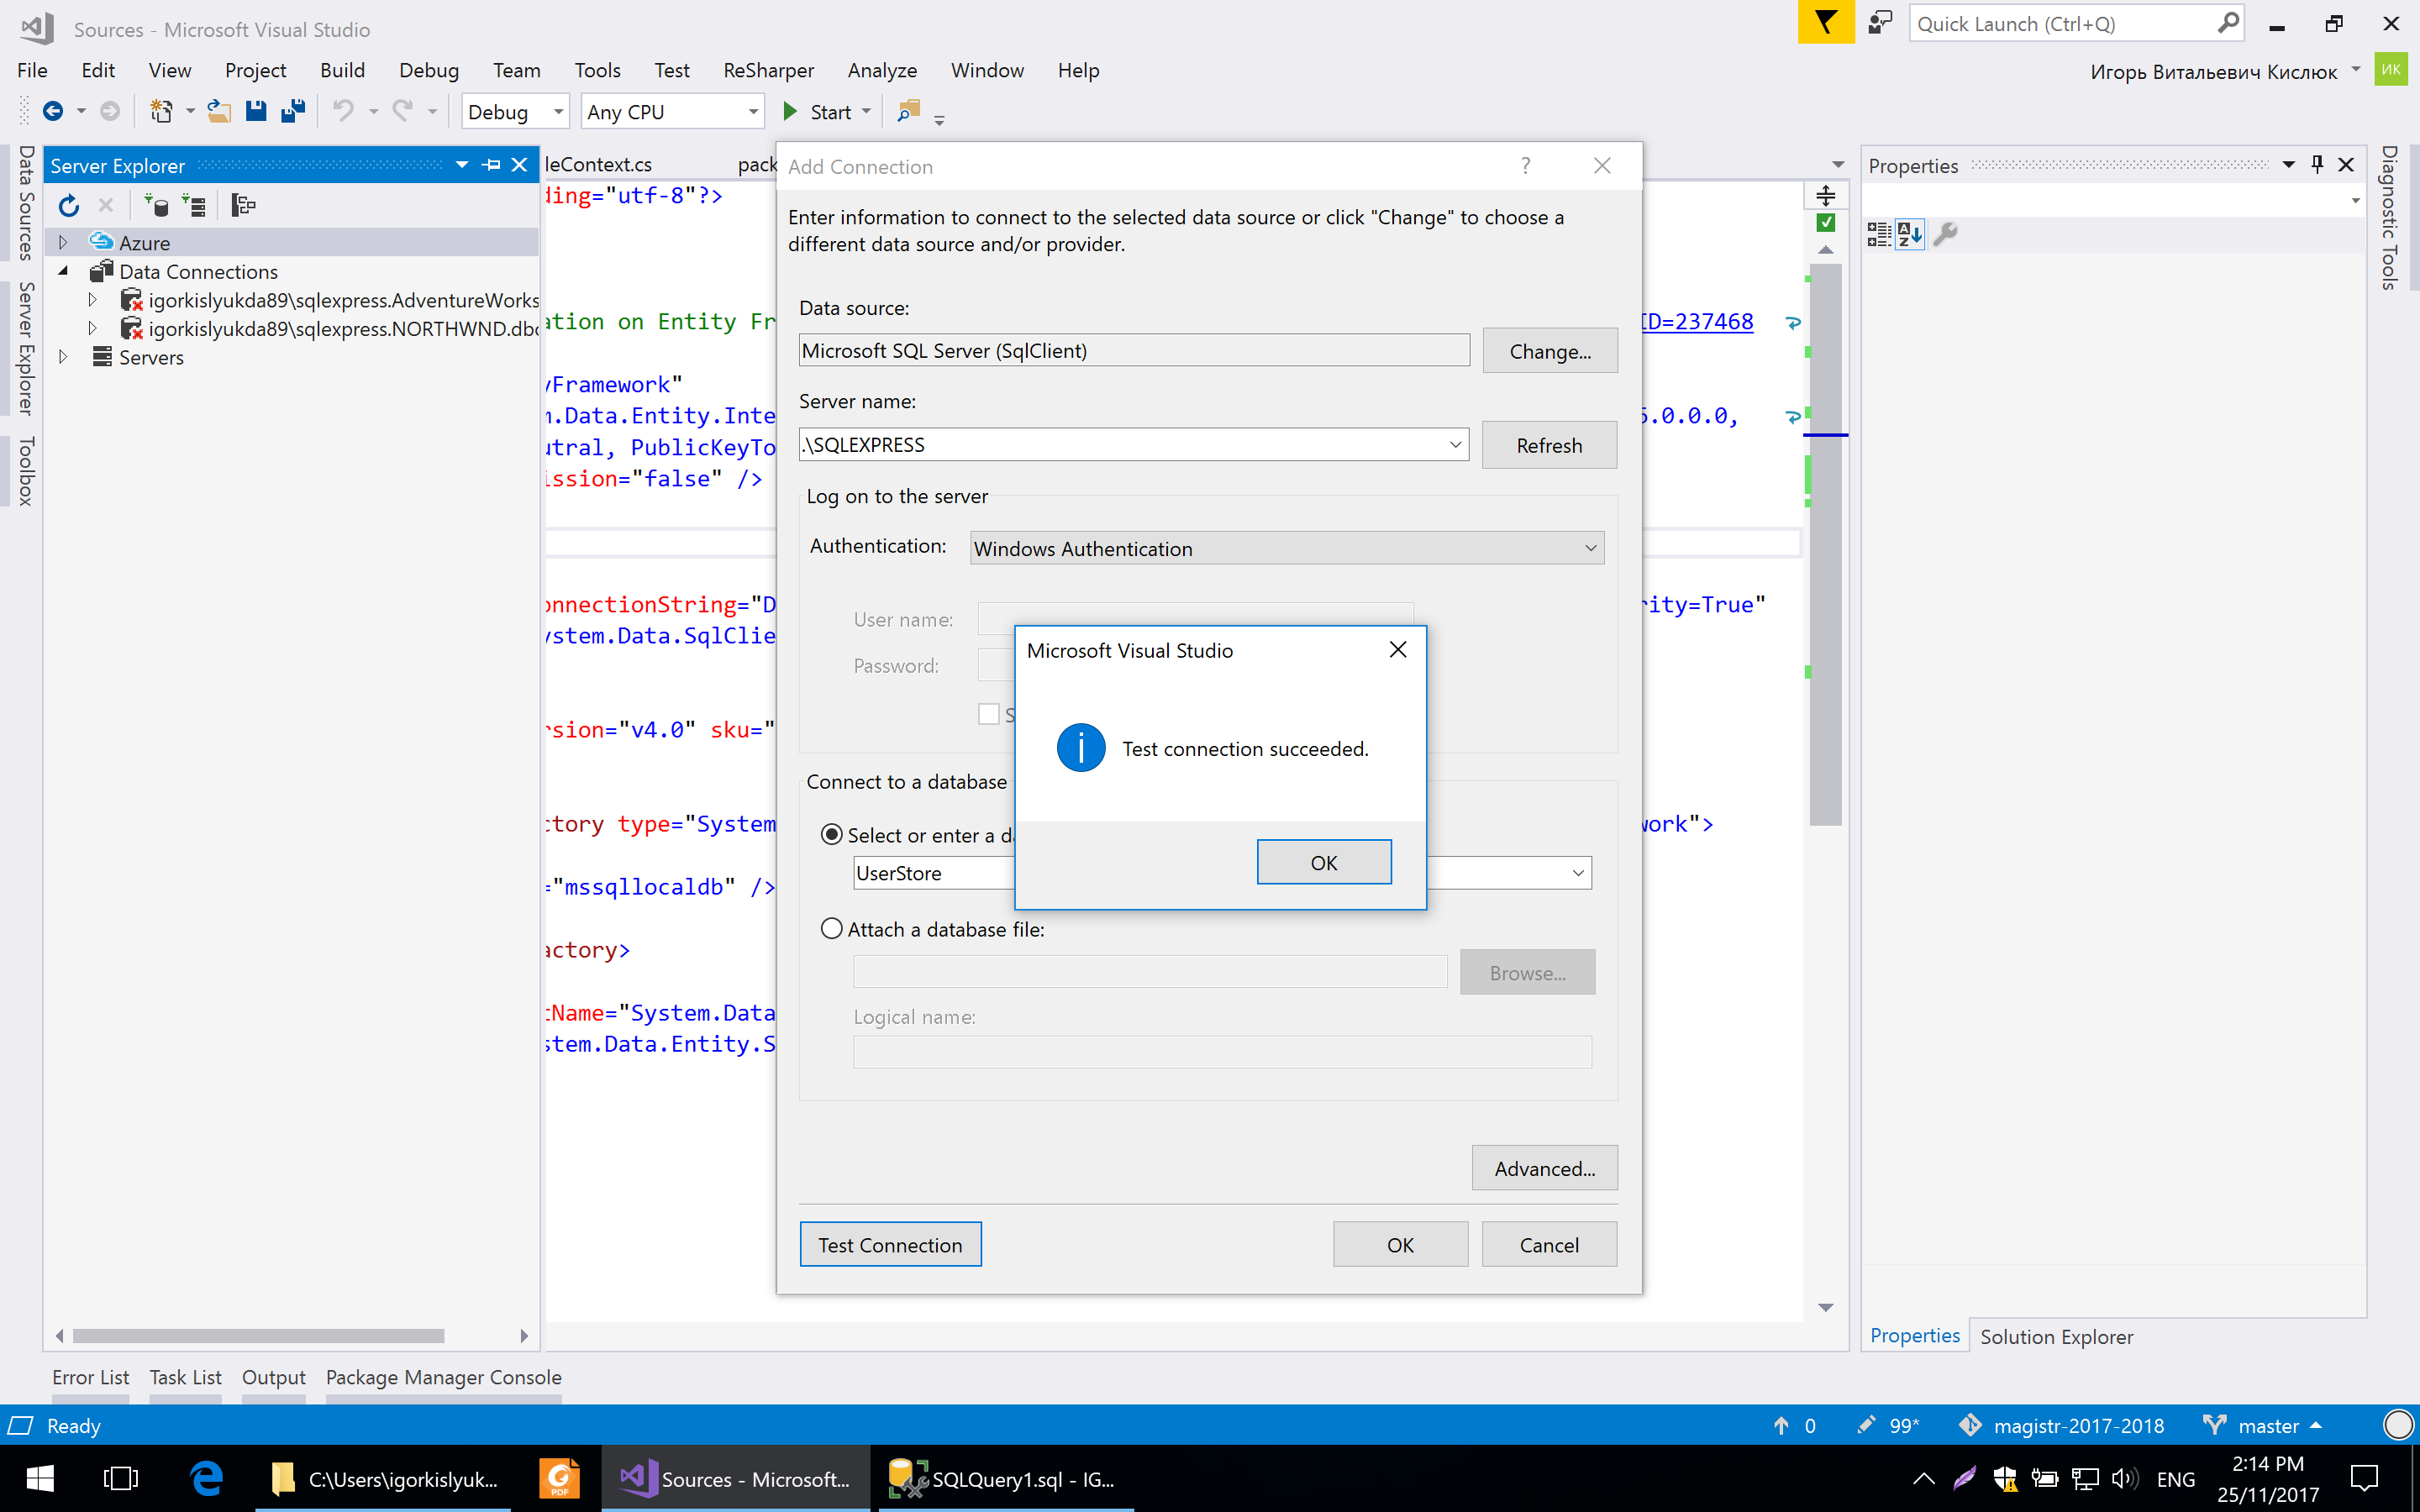 Sources - Microsoft Visual Studio
Quick Launch (Ctrl+Q)
File Edit View Project Build Debug Team Tools Test ReSharper Analyze Window Help
Игорь Витальевич Кислюк
ИК
Debug
Any CPU
Start
Data Sources
Server Explorer
Toolbox
Server Explorer
Azure
Data Connections
igorkislyukda89\sqlexpress.AdventureWorks
igorkislyukda89\sqlexpress.NORTHWND.dbo
Servers
leContext.cs
pack
ding="utf-8"?>
ation on Entity Fr
ID=237468
yFramework"
m.Data.Entity.Inte
6.0.0.0,
utral, PublicKeyTo
ission="false" />
onnectionString="D
rity=True"
ystem.Data.SqlClie
rsion="v4.0" sku="
ctory type="System
work">
="mssqllocaldb" />
actory>
tName="System.Data
stem.Data.Entity.S
Add Connection
?
Enter information to connect to the selected data source or click "Change" to choose a
different data source and/or provider.
Data source:
Microsoft SQL Server (SqlClient)
Change...
Server name:
.\SQLEXPRESS
Refresh
Log on to the server
Authentication:
Windows Authentication
User name:
Password:
S
Connect to a database
Select or enter a da
UserStore
Attach a database file:
Browse...
Logical name:
Advanced...
Test Connection
OK
Cancel
Microsoft Visual Studio
Test connection succeeded.
OK
Properties
Diagnostic Tools
Properties
Solution Explorer
Error List Task List Output Package Manager Console
Ready
0
99*
magistr-2017-2018
master
C:\Users\igorkislyuk...
PDF
Sources - Microsoft...
SQLQuery1.sql - IG...
ENG
2:14 PM
25/11/2017